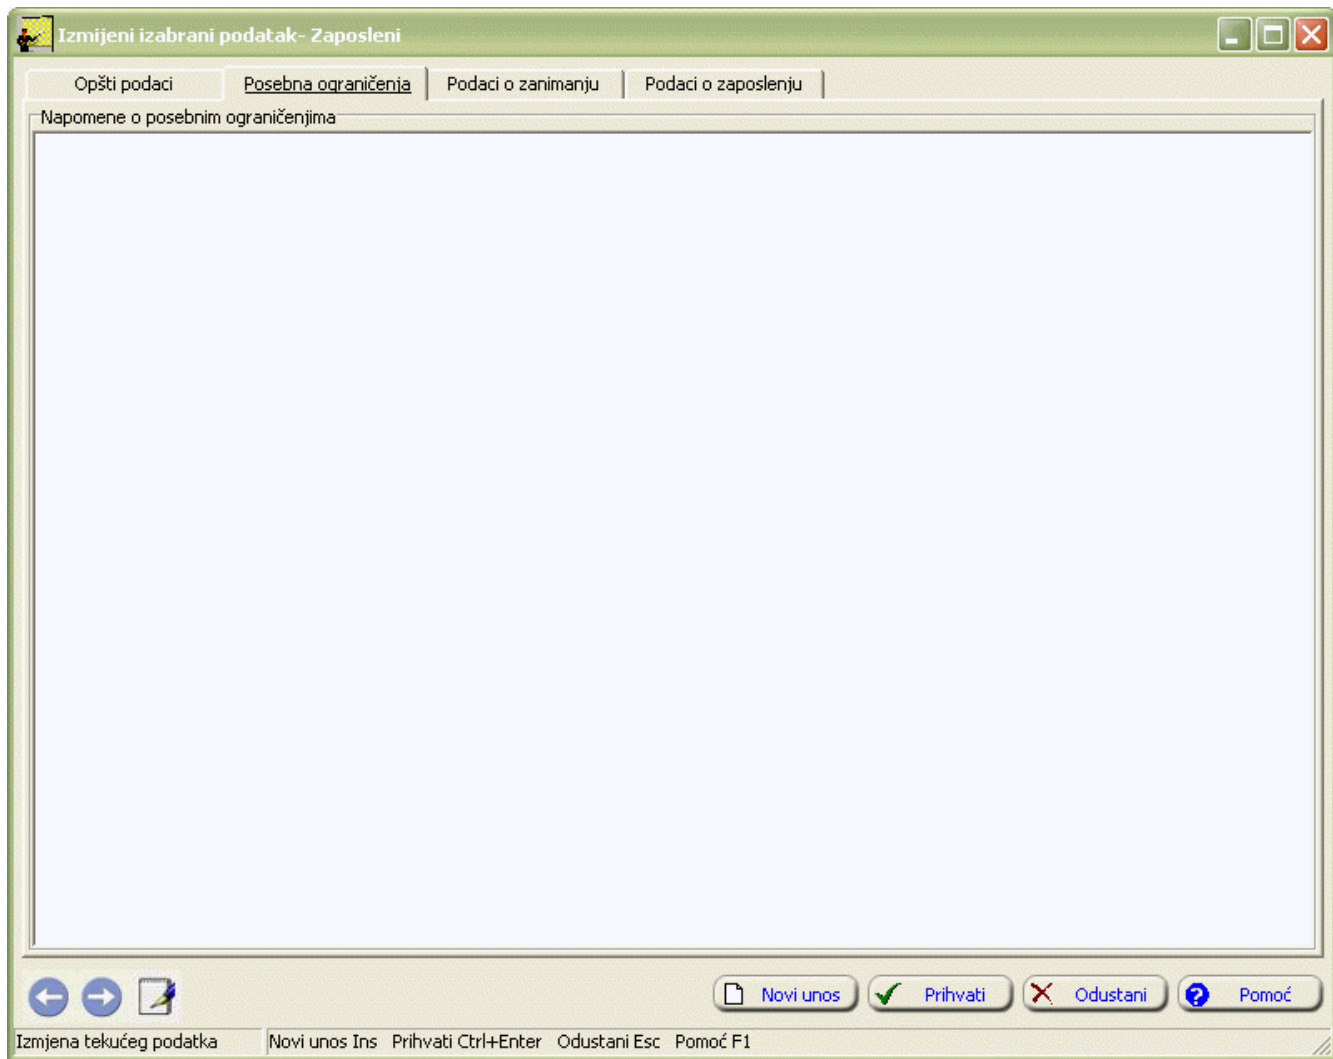 Izmijeni izabrani podatak- Zaposleni
Opšti podaci Posebna ograničenja Podaci o zanimanju Podaci o zaposlenju
Napomene o posebnim ograničenjima
Novi unos Prihvati Odustani Pomoć
Izmjena tekućeg podatka Novi unos Ins Prihvati Ctrl+Enter Odustani Esc Pomoć F1